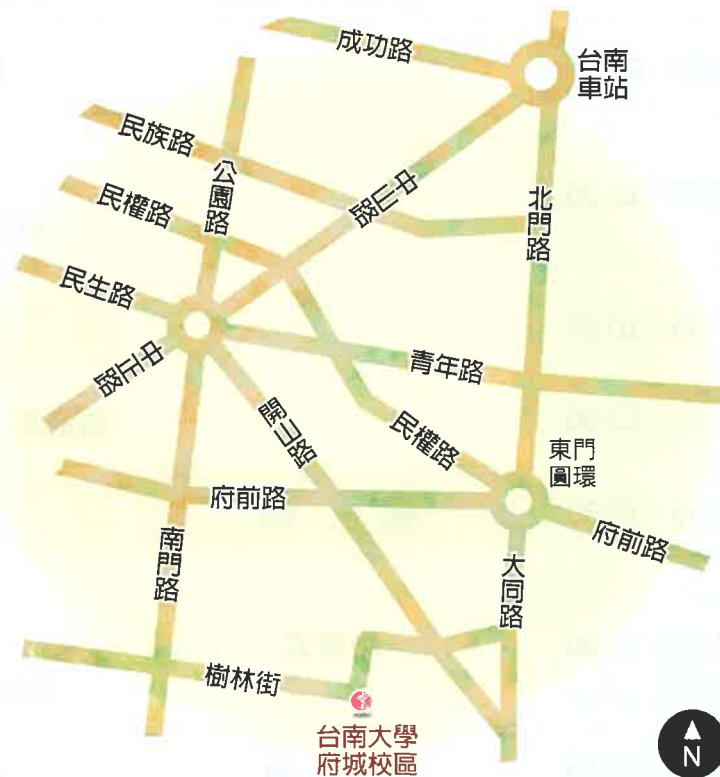 成功路
台南
車站
民族路
公園路
中山路
民權路
北門路
民生路
中正路
青年路
開山路
民權路
東門
圓環
府前路
府前路
南門路
大同路
樹林街
台南大學
府城校區
N